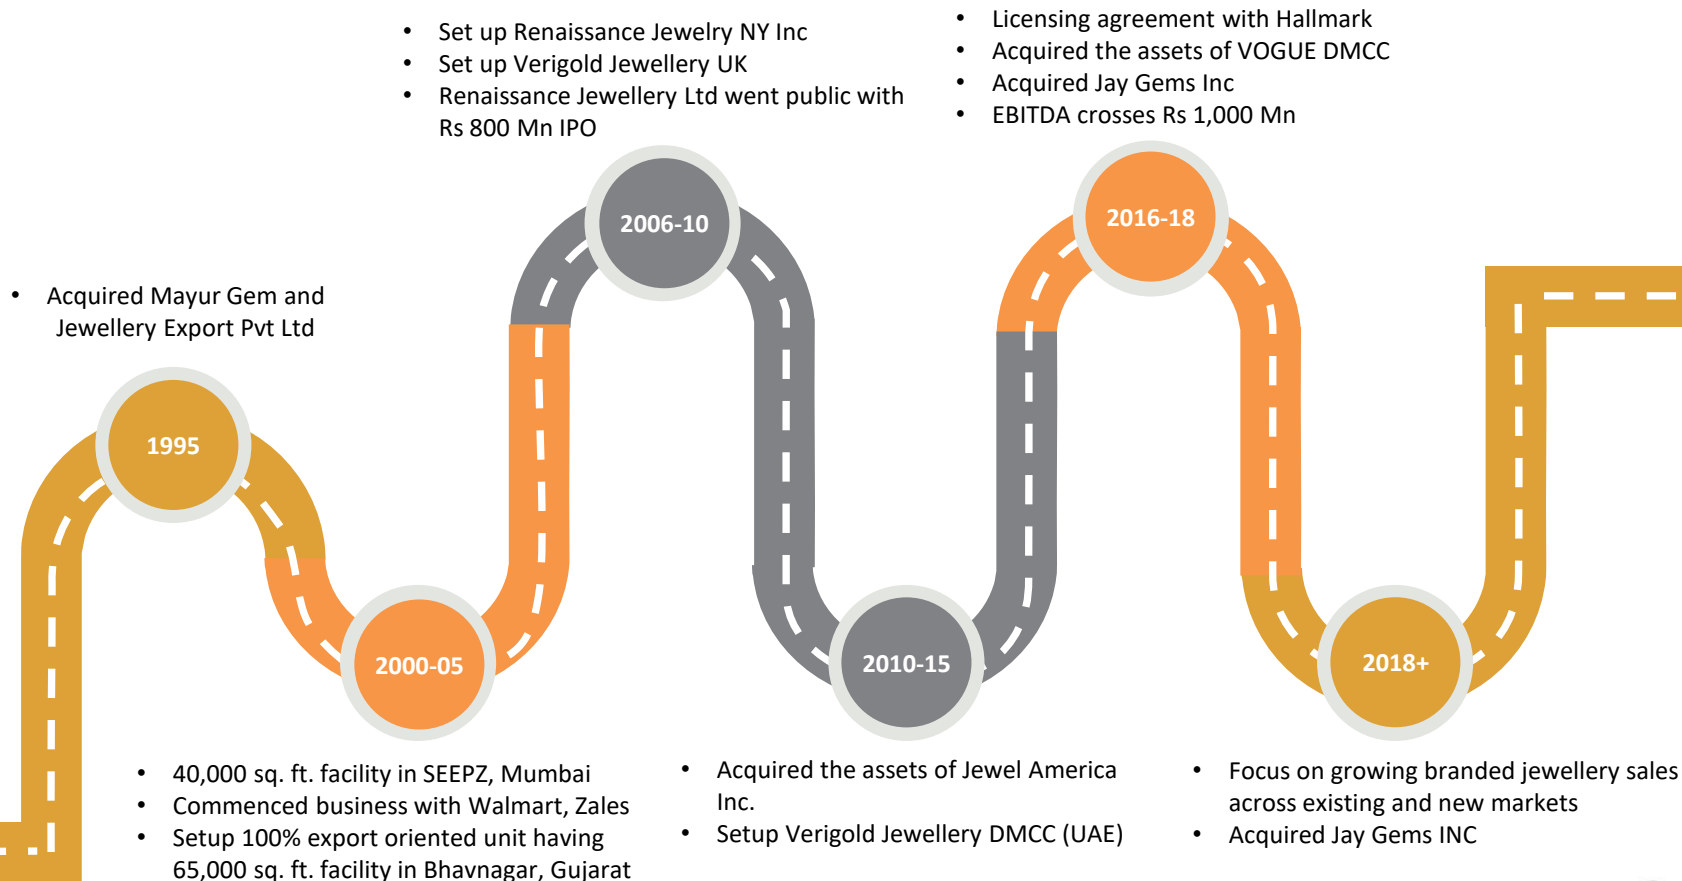 • Set up Renaissance Jewelry NY Inc
• Set up Verigold Jewellery UK
• Renaissance Jewellery Ltd went public with
Rs 800 Mn IPO
• Licensing agreement with Hallmark
• Acquired the assets of VOGUE DMCC
• Acquired Jay Gems Inc
• EBITDA crosses Rs 1,000 Mn
2006-10
2016-18
• Acquired Mayur Gem and
Jewellery Export Pvt Ltd
1995
2000-05
2010-15
2018+
• 40,000 sq. ft. facility in SEEPZ, Mumbai
• Commenced business with Walmart, Zales
• Setup 100% export oriented unit having
65,000 sq. ft. facility in Bhavnagar, Gujarat
• Acquired the assets of Jewel America
Inc.
• Setup Verigold Jewellery DMCC (UAE)
• Focus on growing branded jewellery sales
across existing and new markets
• Acquired Jay Gems INC